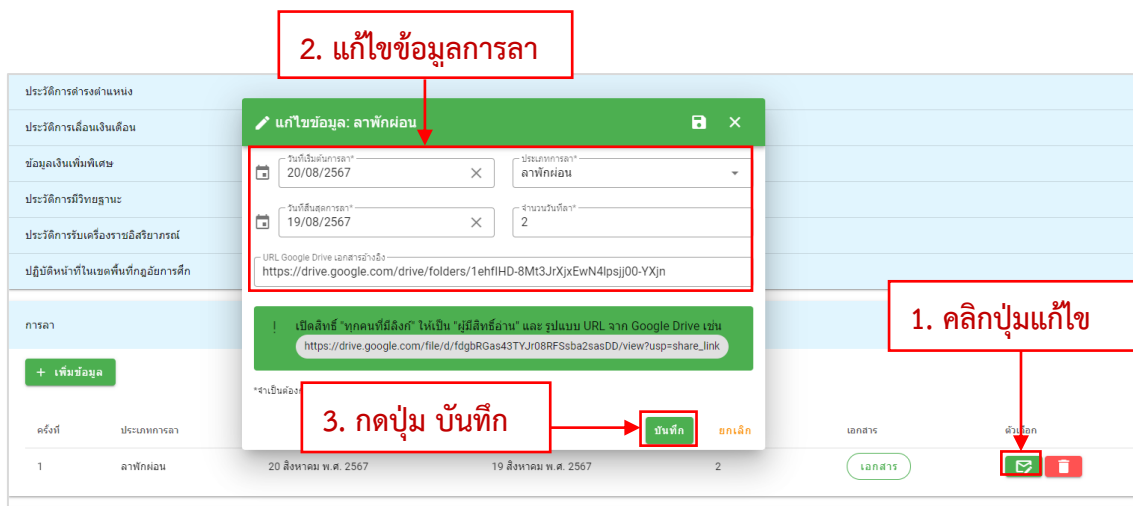 2. แก้ไขข้อมูลการลา
ประวัติการดำรงตำแหน่ง
ประวัติการเลื่อนเงินเดือน
ข้อมูลเงินเพิ่มพิเศษ
ประวัติการมีวิทยฐานะ
ประวัติการรับเครื่องราชอิสริยาภรณ์
ปฏิบัติหน้าที่ในเขตพื้นที่กฎอัยการศึก
แก้ไขข้อมูล: ลาพักผ่อน
วันที่เริ่มต้นการลา*
20/08/2567
ประเภทการลา*
ลาพักผ่อน
วันที่สิ้นสุดการลา*
19/08/2567
จำนวนวันที่ลา*
2
URL Google Drive เอกสารอ้างอิง
https://drive.google.com/drive/folders/1ehfIHD-8Mt3JrXjxEwN4lpsjj00-YXjn
! เปิดสิทธิ์ "ทุกคนที่มีลิงก์" ให้เป็น "ผู้มีสิทธิ์อ่าน" และ รูปแบบ URL จาก Google Drive เช่น
https://drive.google.com/file/d/fdgbRGas43TYJr08RFSsba2sasDD/view?usp=share_link
*จำเป็นต้อง
3. กดปุ่ม บันทึก
บันทึก
ยกเลิก
1. คลิกปุ่มแก้ไข
การลา
+ เพิ่มข้อมูล
ครั้งที่ ประเภทการลา เอกสาร ตัวเลือก
1 ลาพักผ่อน 20 สิงหาคม พ.ศ. 2567 19 สิงหาคม พ.ศ. 2567 2 เอกสาร